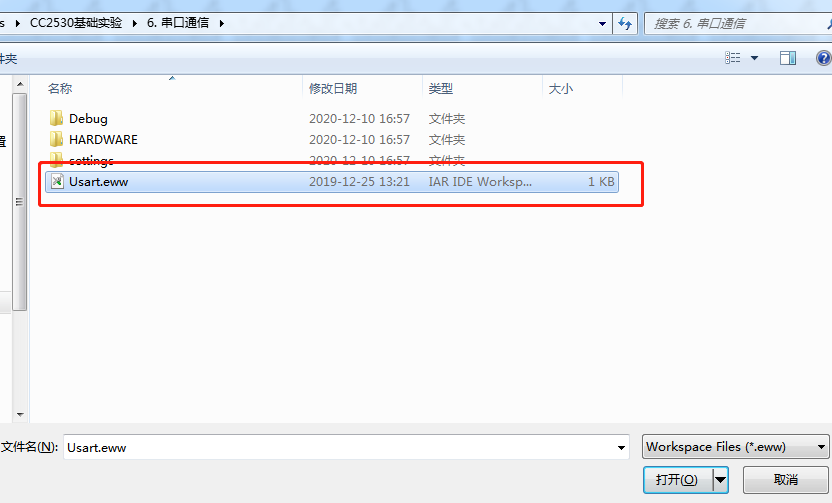 s ▸ CC2530基础实验 ▸ 6. 串口通信 ▸
搜索 6. 串口通信
件夹
名称 修改日期 类型 大小
Debug 2020-12-10 16:57 文件夹
HARDWARE 2020-12-10 16:57 文件夹
置
settings 2020-12-10 16:57 文件夹
Usart.eww 2019-12-25 13:21 IAR IDE Worksp... 1 KB
文件名(N): Usart.eww Workspace Files (*.eww)
打开(O) 取消